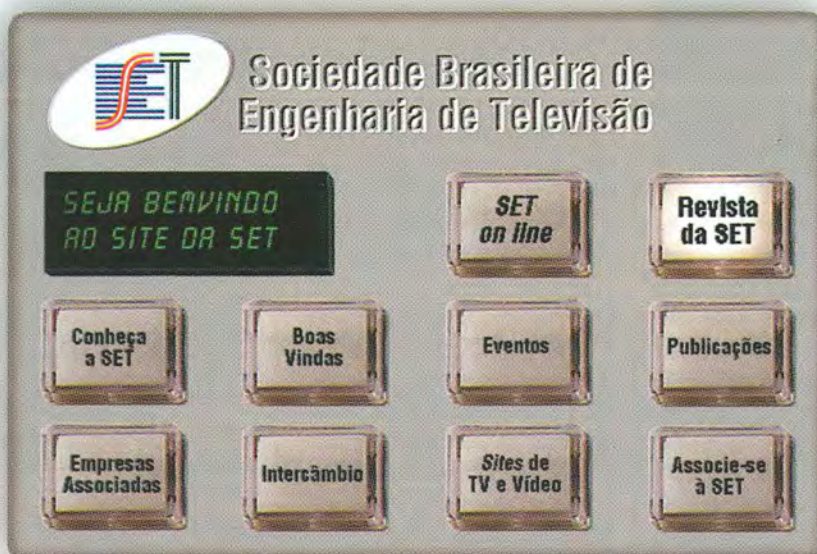 SET
Sociedade Brasileira de
Engenharia de Televisão
SEJA BEMVINDO
AO SITE DA SET
SET
on line
Revista
da SET
Conheça
a SET
Boas
Vindas
Eventos
Publicações
Empresas
Associadas
Intercâmbio
Sites de
TV e Vídeo
Associe-se
à SET